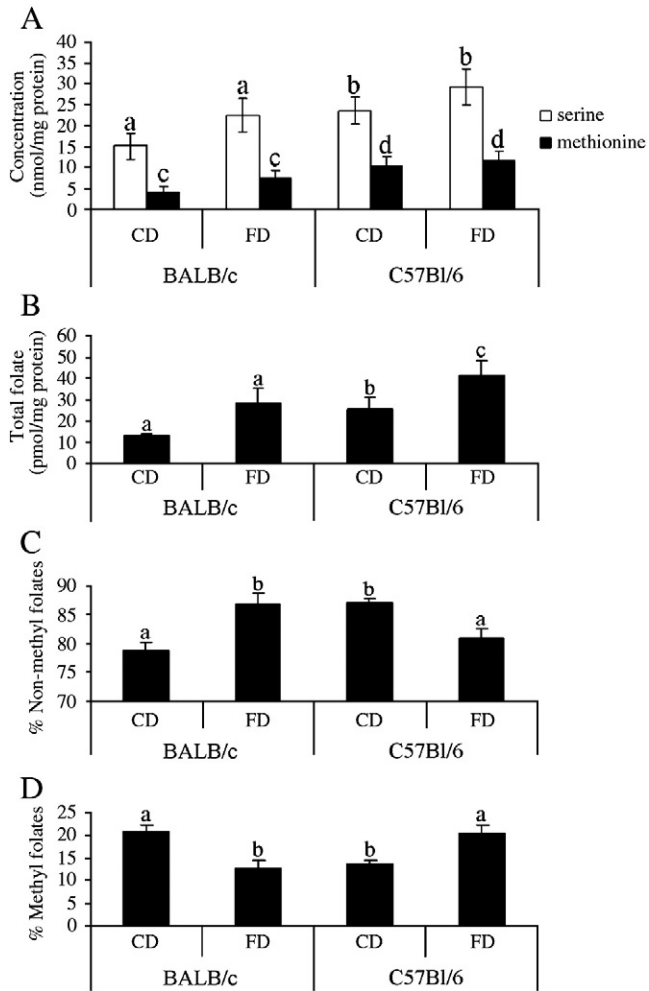 A
Concentration
(nmol/mg protein)
40
35
30
25
20
15
10
5
0
a
c
a
c
b
d
b
d
serine
methionine
CD FD CD FD
BALB/c C57Bl/6
B
Total folate
(pmol/mg protein)
60
50
40
30
20
10
0
a
a
b
c
CD FD CD FD
BALB/c C57Bl/6
C
% Non-methyl folates
90
85
80
75
70
a
b
b
a
CD FD CD FD
BALB/c C57Bl/6
D
% Methyl folates
25
20
15
10
5
0
a
b
b
a
CD FD CD FD
BALB/c C57Bl/6